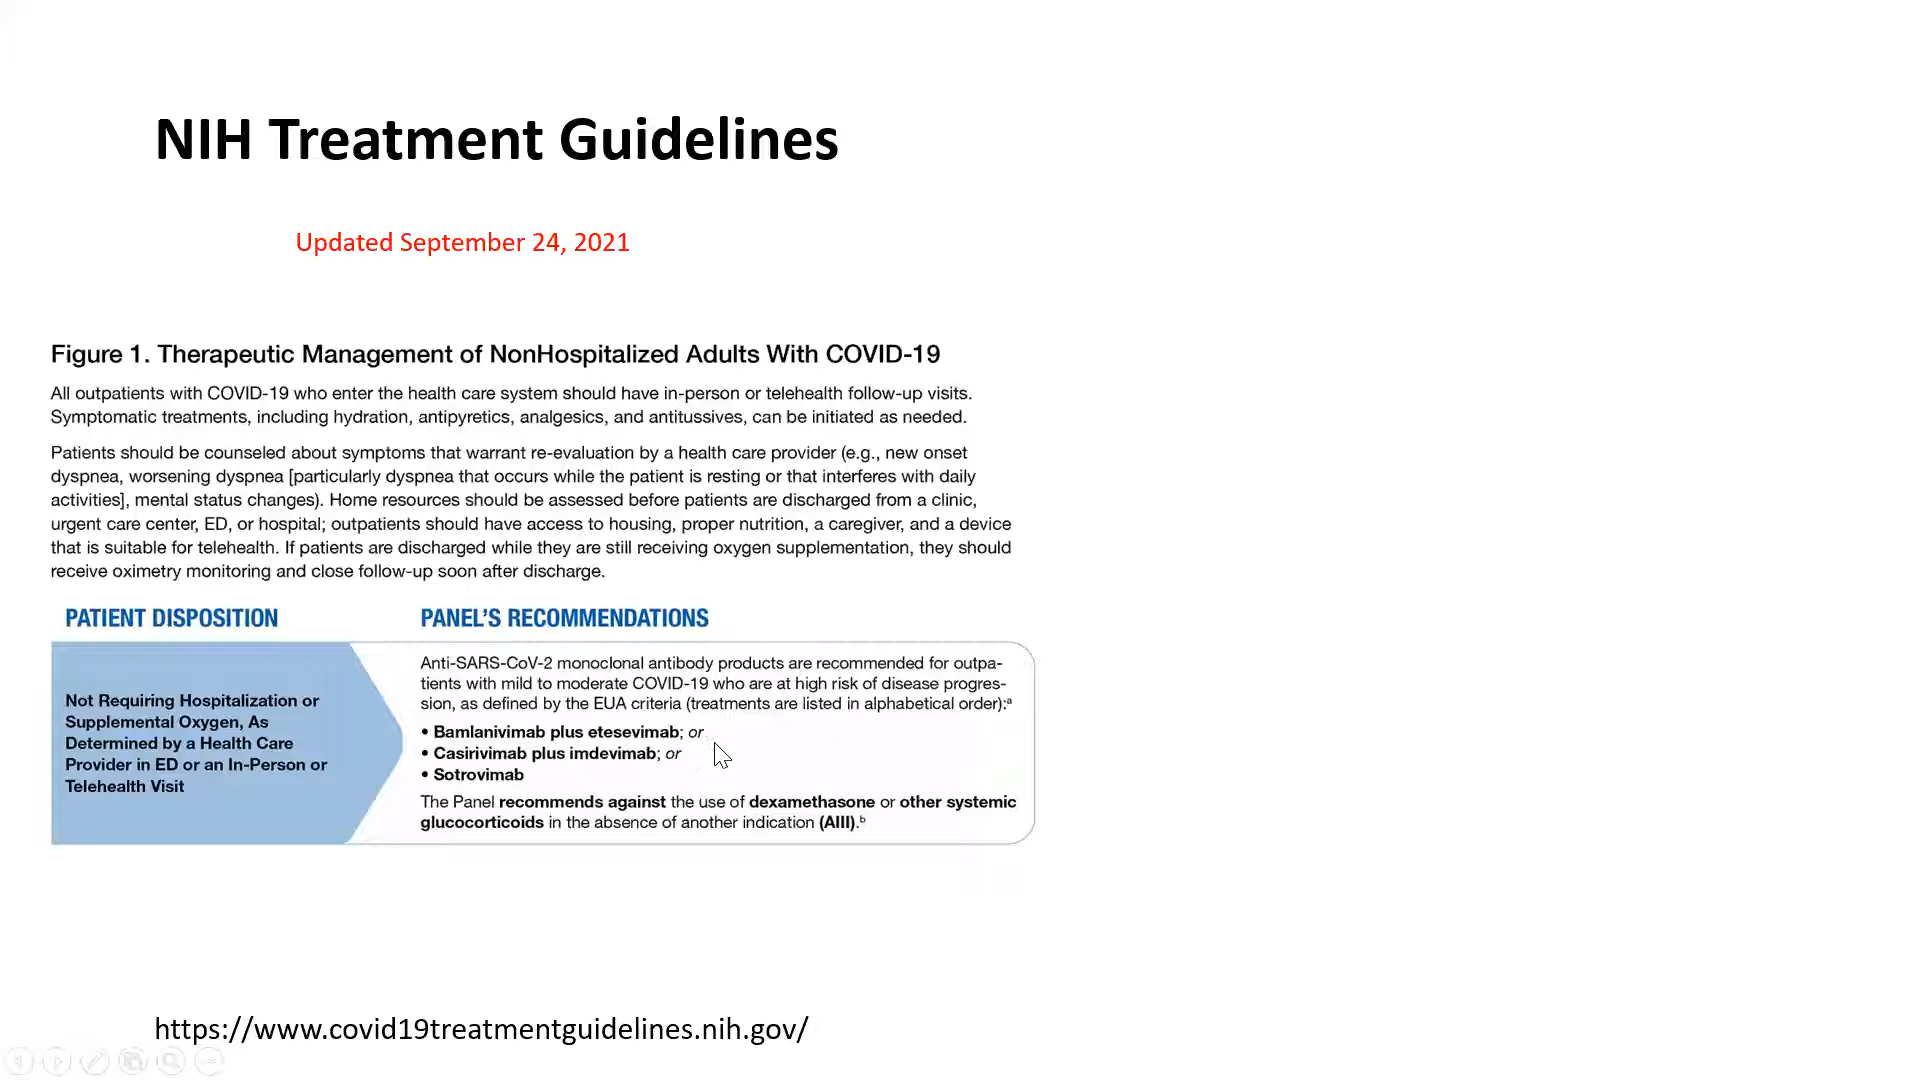 NIH Treatment Guidelines
Updated September 24, 2021
Figure 1. Therapeutic Management of NonHospitalized Adults With COVID-19
All outpatients with COVID-19 who enter the health care system should have in-person or telehealth follow-up visits.
Symptomatic treatments, including hydration, antipyretics, analgesics, and antitussives, can be initiated as needed.
Patients should be counseled about symptoms that warrant re-evaluation by a health care provider (e.g., new onset
dyspnea, worsening dyspnea [particularly dyspnea that occurs while the patient is resting or that interferes with daily
activities], mental status changes). Home resources should be assessed before patients are discharged from a clinic,
urgent care center, ED, or hospital; outpatients should have access to housing, proper nutrition, a caregiver, and a device
that is suitable for telehealth. If patients are discharged while they are still receiving oxygen supplementation, they should
receive oximetry monitoring and close follow-up soon after discharge.
PATIENT DISPOSITION
PANEL'S RECOMMENDATIONS
Not Requiring Hospitalization or
Supplemental Oxygen, As
Determined by a Health Care
Provider in ED or an In-Person or
Telehealth Visit
Anti-SARS-CoV-2 monoclonal antibody products are recommended for outpa-
tients with mild to moderate COVID-19 who are at high risk of disease progres-
sion, as defined by the EUA criteria (treatments are listed in alphabetical order):ᵃ
• Bamlanivimab plus etesevimab; or
• Casirivimab plus imdevimab; or
• Sotrovimab
The Panel recommends against the use of dexamethasone or other systemic
glucocorticoids in the absence of another indication (AIII).ᵇ
https://www.covid19treatmentguidelines.nih.gov/